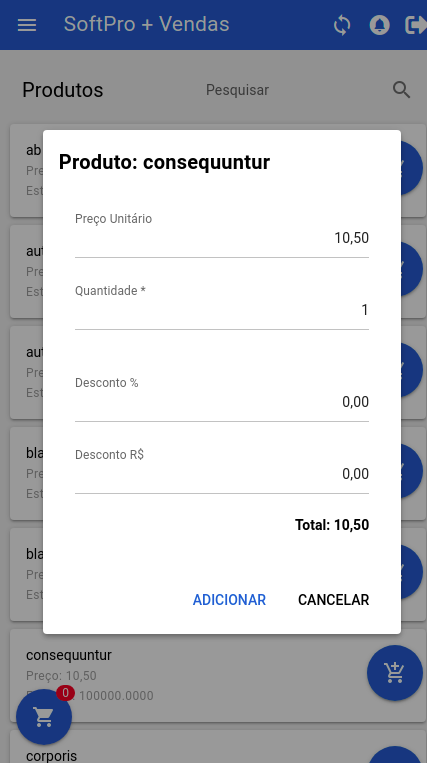 SoftPro + Vendas
Produtos
Pesquisar
ab
Pre
Est
Produto: consequuntur
Preço Unitário
10,50
Quantidade *
1
Desconto %
0,00
Desconto R$
0,00
Total: 10,50
ADICIONAR
CANCELAR
aut
Pre
Est
aut
Pre
Est
bla
Pre
Est
bla
Pre
Est
consequuntur
Preço: 10,50
0
100000.0000
corporis